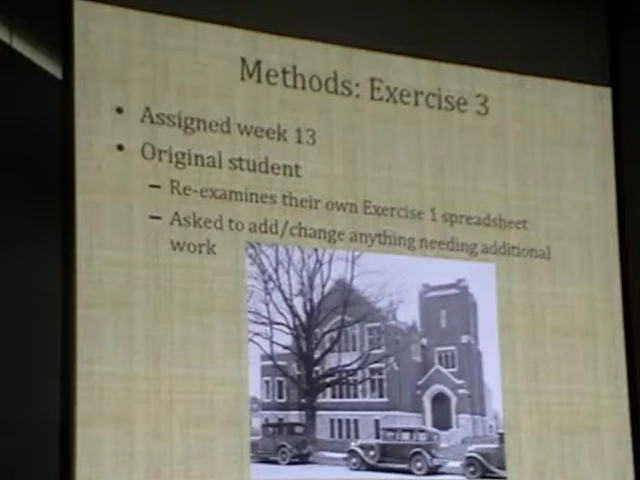 Methods: Exercise 3
• Assigned week 13
• Original student
– Re-examines their own Exercise 1 spreadsheet
– Asked to add/change anything needing additional
work